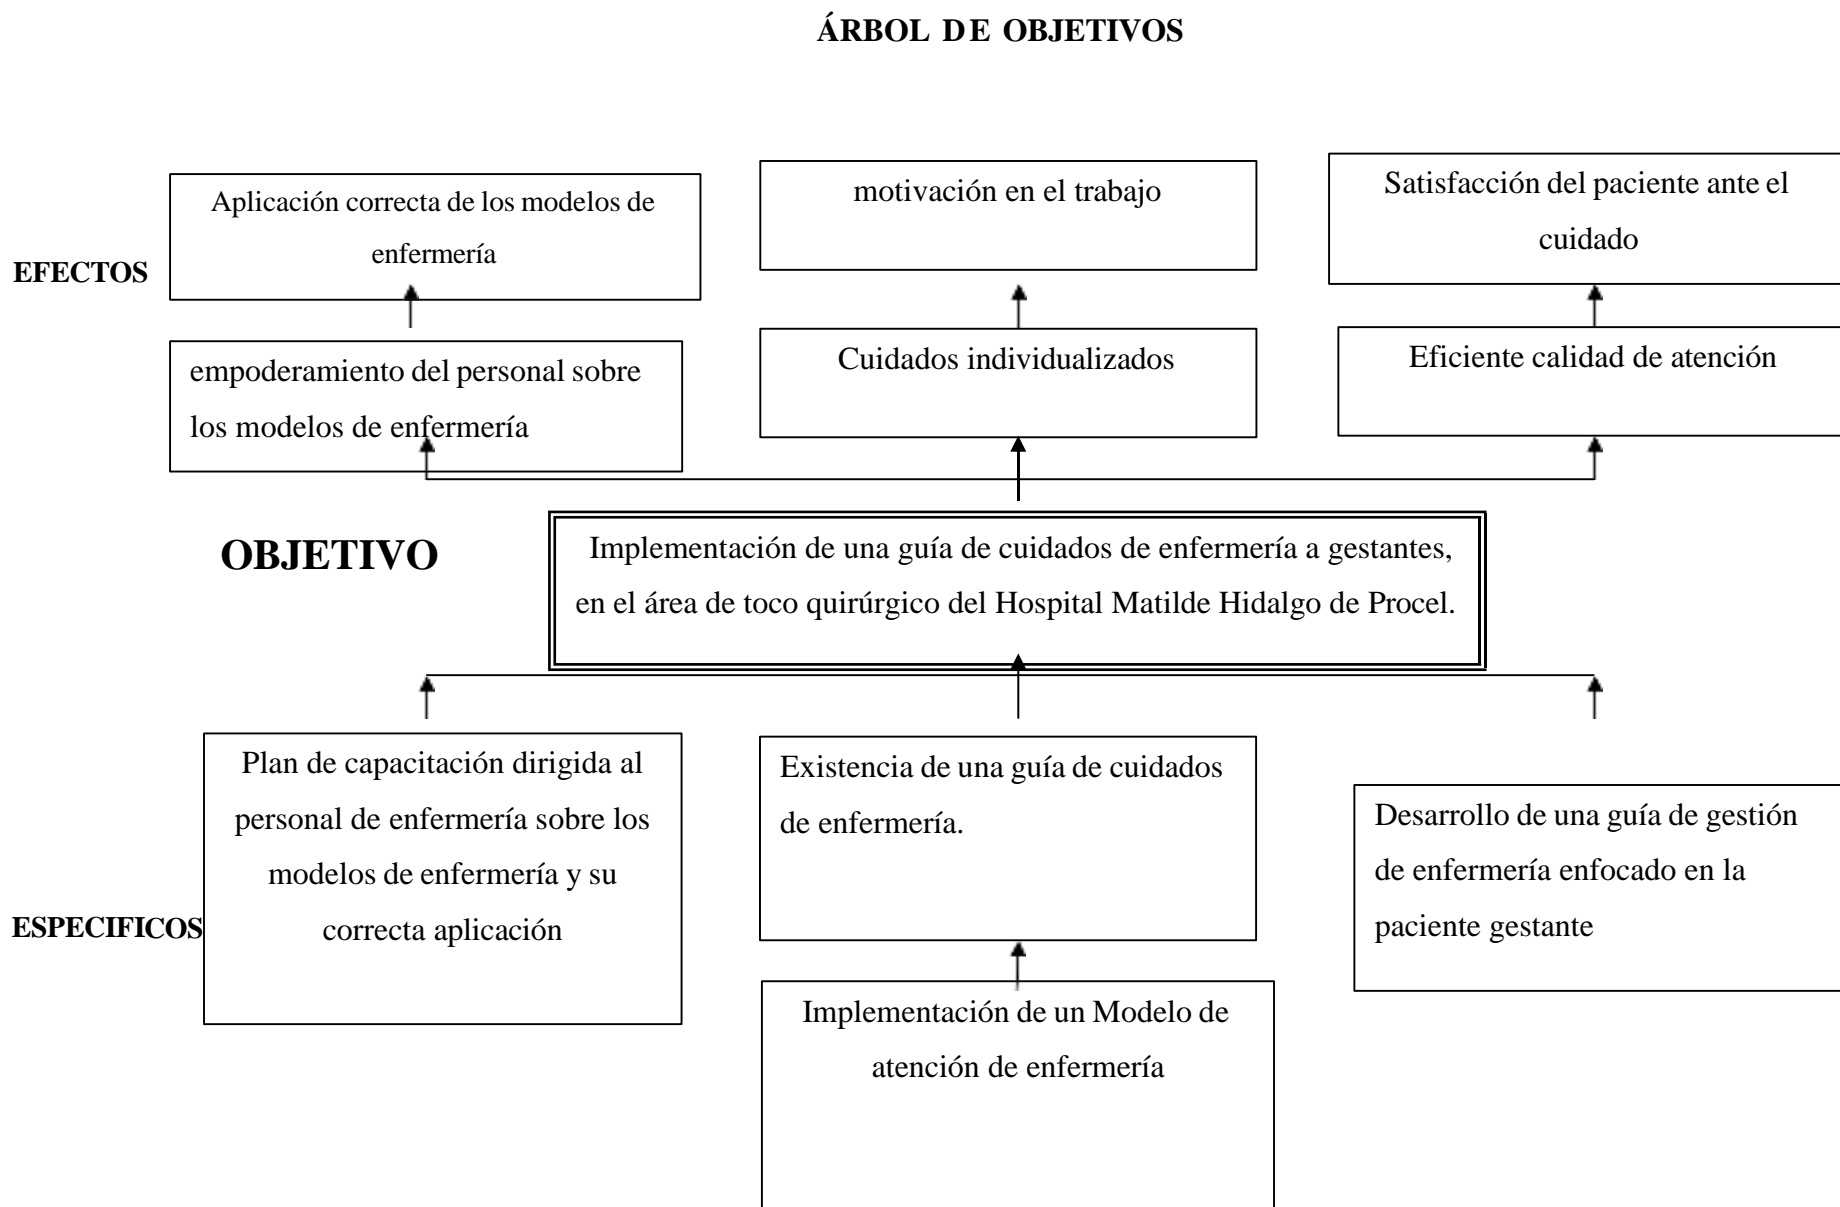 ÁRBOL DE OBJETIVOS
Aplicación correcta de los modelos de
enfermería
motivación en el trabajo
Satisfacción del paciente ante el
cuidado
EFECTOS
empoderamiento del personal sobre
los modelos de enfermería
Cuidados individualizados
Eficiente calidad de atención
OBJETIVO
Implementación de una guía de cuidados de enfermería a gestantes,
en el área de toco quirúrgico del Hospital Matilde Hidalgo de Procel.
Plan de capacitación dirigida al
personal de enfermería sobre los
modelos de enfermería y su
correcta aplicación
Existencia de una guía de cuidados
de enfermería.
Desarrollo de una guía de gestión
de enfermería enfocado en la
paciente gestante
ESPECIFICOS
Implementación de un Modelo de
atención de enfermería